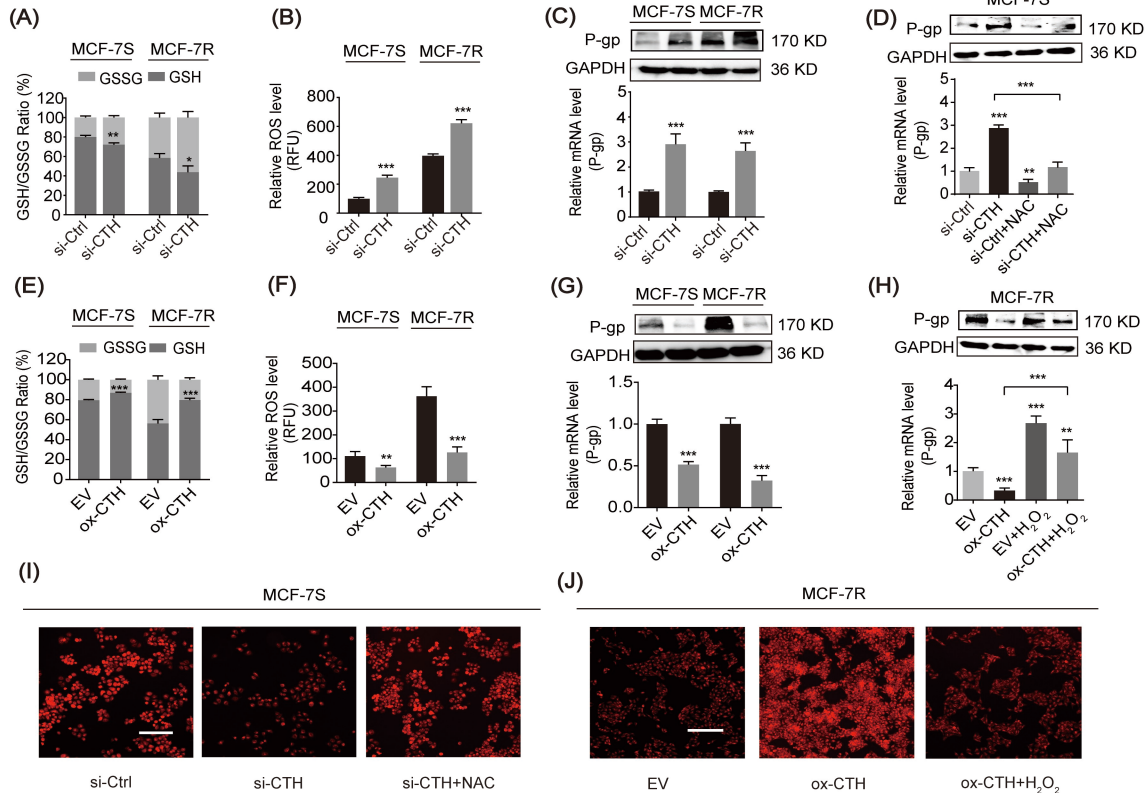 (A)
MCF-7S MCF-7R
GSSG GSH
GSH/GSSG Ratio (%)
120
100
80
60
40
20
0
** *
si-Ctrl si-CTH si-Ctrl si-CTH
(B)
MCF-7S MCF-7R
Relative ROS level
(RFU)
800
600
400
200
0
*** ***
si-Ctrl si-CTH si-Ctrl si-CTH
(C)
MCF-7S MCF-7R
P-gp 170 KD
GAPDH 36 KD
Relative mRNA level
(P-gp)
5
4
3
2
1
0
*** ***
si-Ctrl si-CTH si-Ctrl si-CTH
(D)
MCF-7S
P-gp 170 KD
GAPDH 36 KD
Relative mRNA level
(P-gp)
4
3
2
1
0
***
*** **
si-Ctrl si-CTH si-Ctrl+NAC si-CTH+NAC
(E)
MCF-7S MCF-7R
GSSG GSH
GSH/GSSG Ratio (%)
120
100
80
60
40
20
0
*** ***
EV ox-CTH EV ox-CTH
(F)
MCF-7S MCF-7R
Relative ROS level
(RFU)
500
400
300
200
100
0
** ***
EV ox-CTH EV ox-CTH
(G)
MCF-7S MCF-7R
P-gp 170 KD
GAPDH 36 KD
Relative mRNA level
(P-gp)
1.5
1.0
0.5
0.0
*** ***
EV ox-CTH EV ox-CTH
(H)
MCF-7R
P-gp 170 KD
GAPDH 36 KD
Relative mRNA level
(P-gp)
4
3
2
1
0
***
*** *** **
EV ox-CTH EV+H₂O₂ ox-CTH+H₂O₂
(I)
MCF-7S
si-Ctrl si-CTH si-CTH+NAC
(J)
MCF-7R
EV ox-CTH ox-CTH+H₂O₂